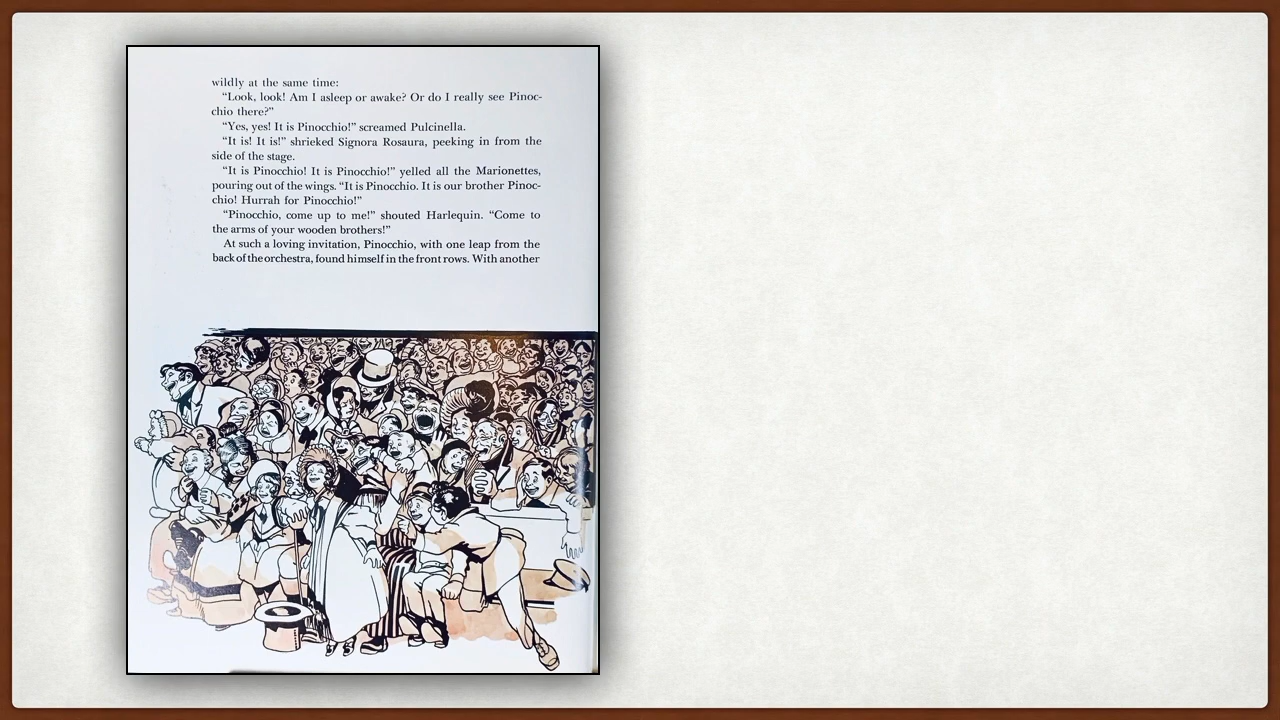 wildly at the same time:
“Look, look! Am I asleep or awake? Or do I really see Pinoc-
chio there?”
“Yes, yes! It is Pinocchio!” screamed Pulcinella.
“It is! It is!” shrieked Signora Rosaura, peeking in from the
side of the stage.
“It is Pinocchio! It is Pinocchio!” yelled all the Marionettes,
pouring out of the wings. “It is Pinocchio. It is our brother Pinoc-
chio! Hurrah for Pinocchio!”
“Pinocchio, come up to me!” shouted Harlequin. “Come to
the arms of your wooden brothers!”
At such a loving invitation, Pinocchio, with one leap from the
back of the orchestra, found himself in the front rows. With another